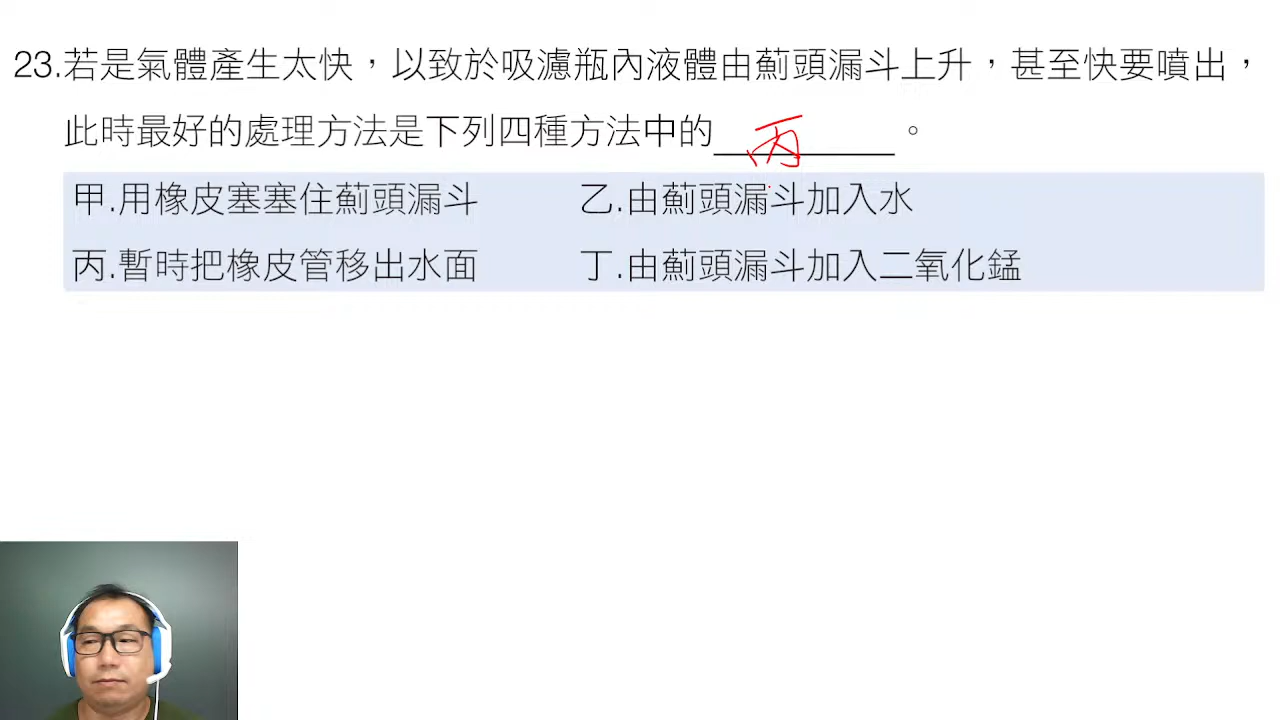 23.若是氣體產生太快，以致於吸濾瓶內液體由薊頭漏斗上升，甚至快要噴出，
此時最好的處理方法是下列四種方法中的 丙 。
甲.用橡皮塞塞住薊頭漏斗 乙.由薊頭漏斗加入水
丙.暫時把橡皮管移出水面 丁.由薊頭漏斗加入二氧化錳